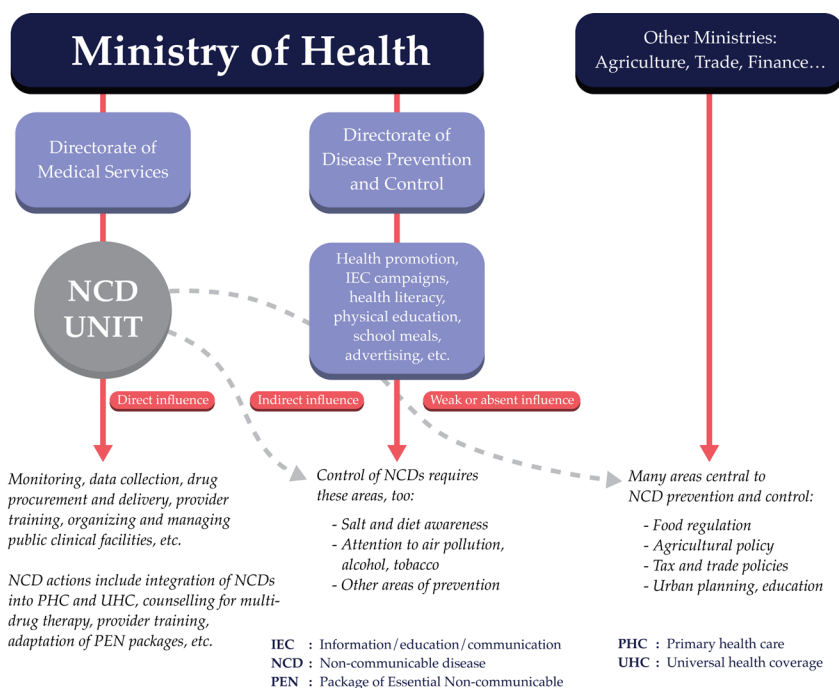 Ministry of Health
Other Ministries:
Agriculture, Trade, Finance...
Directorate of
Medical Services
Directorate of
Disease Prevention
and Control
NCD
UNIT
Health promotion,
IEC campaigns,
health literacy,
physical education,
school meals,
advertising, etc.
Direct influence
Indirect influence
Weak or absent influence
Monitoring, data collection, drug
procurement and delivery, provider
training, organizing and managing
public clinical facilities, etc.
NCD actions include integration of NCDs
into PHC and UHC, counselling for multi-
drug therapy, provider training,
adaptation of PEN packages, etc.
Control of NCDs requires
these areas, too:
- Salt and diet awareness
- Attention to air pollution,
alcohol, tobacco
- Other areas of prevention
Many areas central to
NCD prevention and control:
- Food regulation
- Agricultural policy
- Tax and trade policies
- Urban planning, education
IEC : Information/education/communication
NCD : Non-communicable disease
PEN : Package of Essential Non-communicable
PHC : Primary health care
UHC : Universal health coverage